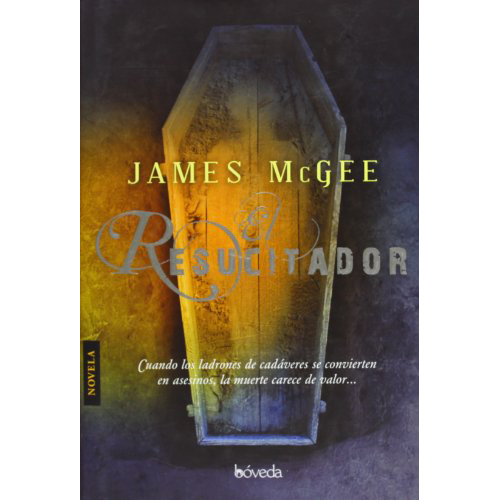 JAMES McGEE
El
RESUCITADOR
Cuando los ladrones de cadáveres se convierten
en asesinos, la muerte carece de valor...
NOVELA
bóveda